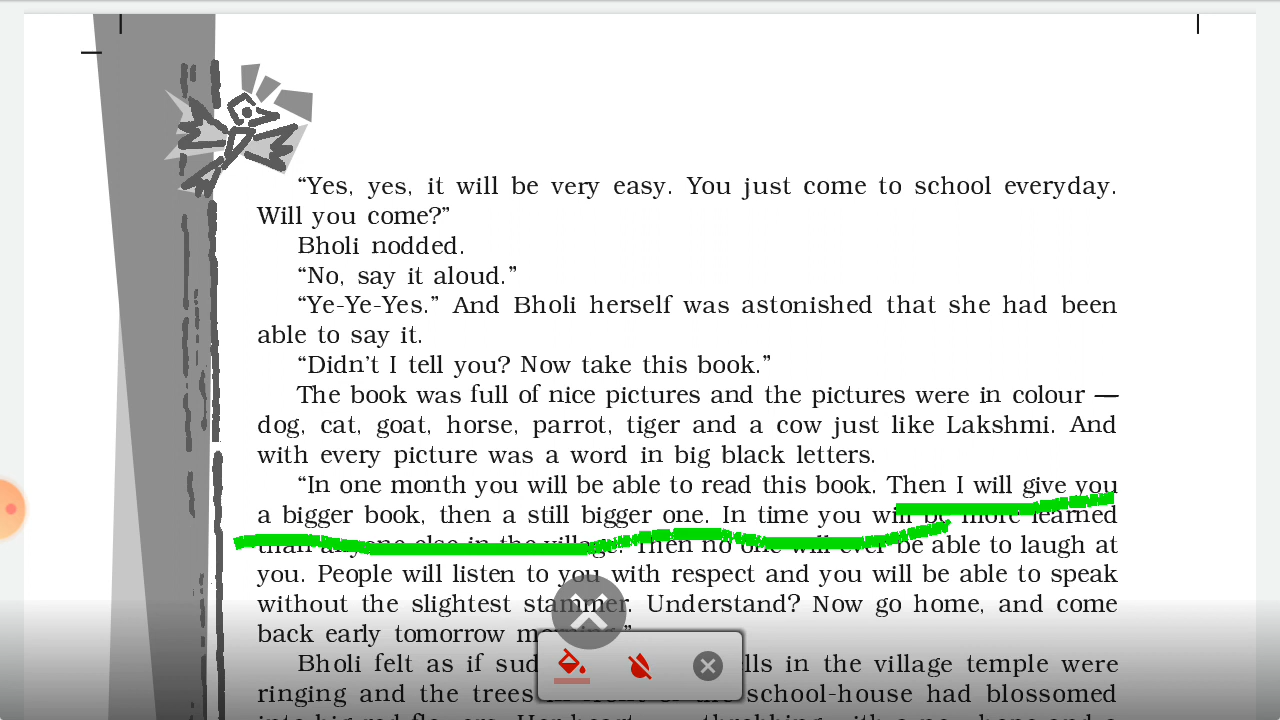 “Yes, yes, it will be very easy. You just come to school everyday.
Will you come?”
Bholi nodded.
“No, say it aloud.”
“Ye-Ye-Yes.” And Bholi herself was astonished that she had been
able to say it.
“Didn’t I tell you? Now take this book.”
The book was full of nice pictures and the pictures were in colour —
dog, cat, goat, horse, parrot, tiger and a cow just like Lakshmi. And
with every picture was a word in big black letters.
“In one month you will be able to read this book. Then I will give you
a bigger book, then a still bigger one. In time you will be more learned
than anyone else in the village. Then no one will ever be able to laugh at
you. People will listen to you with respect and you will be able to speak
without the slightest stammer. Understand? Now go home, and come
back early tomorrow
Bholi felt as if in the village temple were
ringing and the trees school-house had blossomed